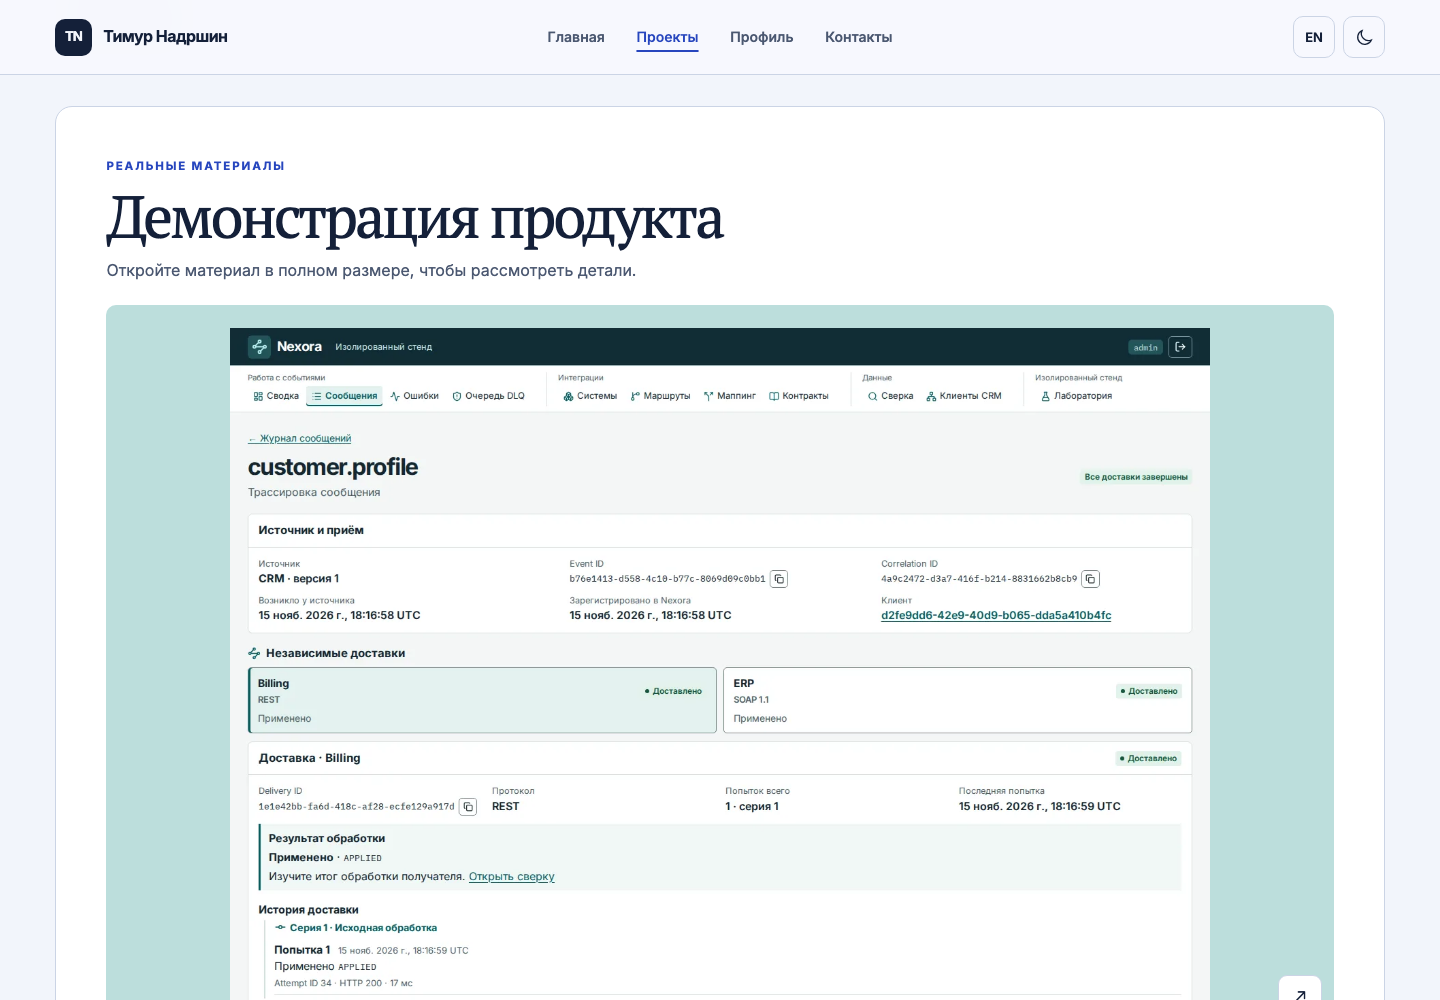 TN Тимур Надршин
Главная Проекты Профиль Контакты
EN
РЕАЛЬНЫЕ МАТЕРИАЛЫ
Демонстрация продукта
Откройте материал в полном размере, чтобы рассмотреть детали.
Nexora Изолированный стенд admin
Работа с событиями Интеграции Данные Изолированный стенд
Сводка Сообщения Ошибки Очередь DLQ Системы Маршруты Маппинг Контракты Сверка Клиенты CRM Лаборатория
← Журнал сообщений
customer.profile
Все доставки завершены
Трассировка сообщения
Источник и приём
Источник Event ID Correlation ID
CRM · версия 1 b76e1413-d558-4c10-b77c-8069d09c0bb1 4a9c2472-d3a7-416f-b214-8831662b8cb9
Возникло у источника Зарегистрировано в Nexora Клиент
15 нояб. 2026 г., 18:16:58 UTC 15 нояб. 2026 г., 18:16:58 UTC d2fe9dd6-42e9-40d9-b065-dda5a410b4fc
Независимые доставки
Billing ERP
Доставлено Доставлено
REST SOAP 1.1
Применено Применено
Доставка · Billing Доставлено
Delivery ID Протокол Попыток всего Последняя попытка
1e1e42bb-fa6d-418c-af28-ecfe129a917d REST 1 · серия 1 15 нояб. 2026 г., 18:16:59 UTC
Результат обработки
Применено · APPLIED
Изучите итог обработки получателя. Открыть сверку
История доставки
Серия 1 · Исходная обработка
Попытка 1 15 нояб. 2026 г., 18:16:59 UTC
Применено APPLIED
Attempt ID 34 · HTTP 200 · 17 мс